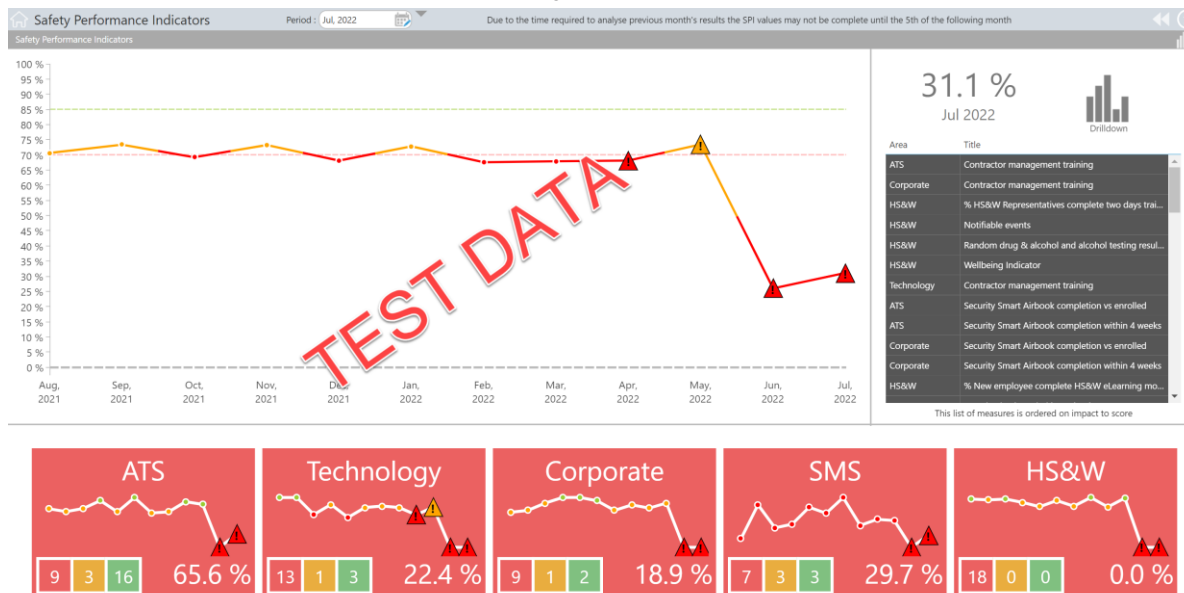 Safety Performance Indicators
Period : Jul, 2022
Due to the time required to analyse previous month's results the SPI values may not be complete until the 5th of the following month
Safety Performance Indicators
100 %
95 %
90 %
85 %
80 %
75 %
70 %
65 %
60 %
55 %
50 %
45 %
40 %
35 %
30 %
25 %
20 %
15 %
10 %
5 %
0 %
Aug, 2021
Sep, 2021
Oct, 2021
Nov, 2021
Dec, 2021
Jan, 2022
Feb, 2022
Mar, 2022
Apr, 2022
May, 2022
Jun, 2022
Jul, 2022
TEST DATA
31.1 %
Jul 2022
Drilldown
Area Title
ATS Contractor management training
Corporate Contractor management training
HS&W % HS&W Representatives complete two days trai...
HS&W Notifiable events
HS&W Random drug & alcohol and alcohol testing resul...
HS&W Wellbeing Indicator
Technology Contractor management training
ATS Security Smart Airbook completion vs enrolled
ATS Security Smart Airbook completion within 4 weeks
Corporate Security Smart Airbook completion vs enrolled
Corporate Security Smart Airbook completion within 4 weeks
HS&W % New employee complete HS&W eLearning mo...
This list of measures is ordered on impact to score
ATS
9 3 16 65.6 %
Technology
13 1 3 22.4 %
Corporate
9 1 2 18.9 %
SMS
7 3 3 29.7 %
HS&W
18 0 0 0.0 %